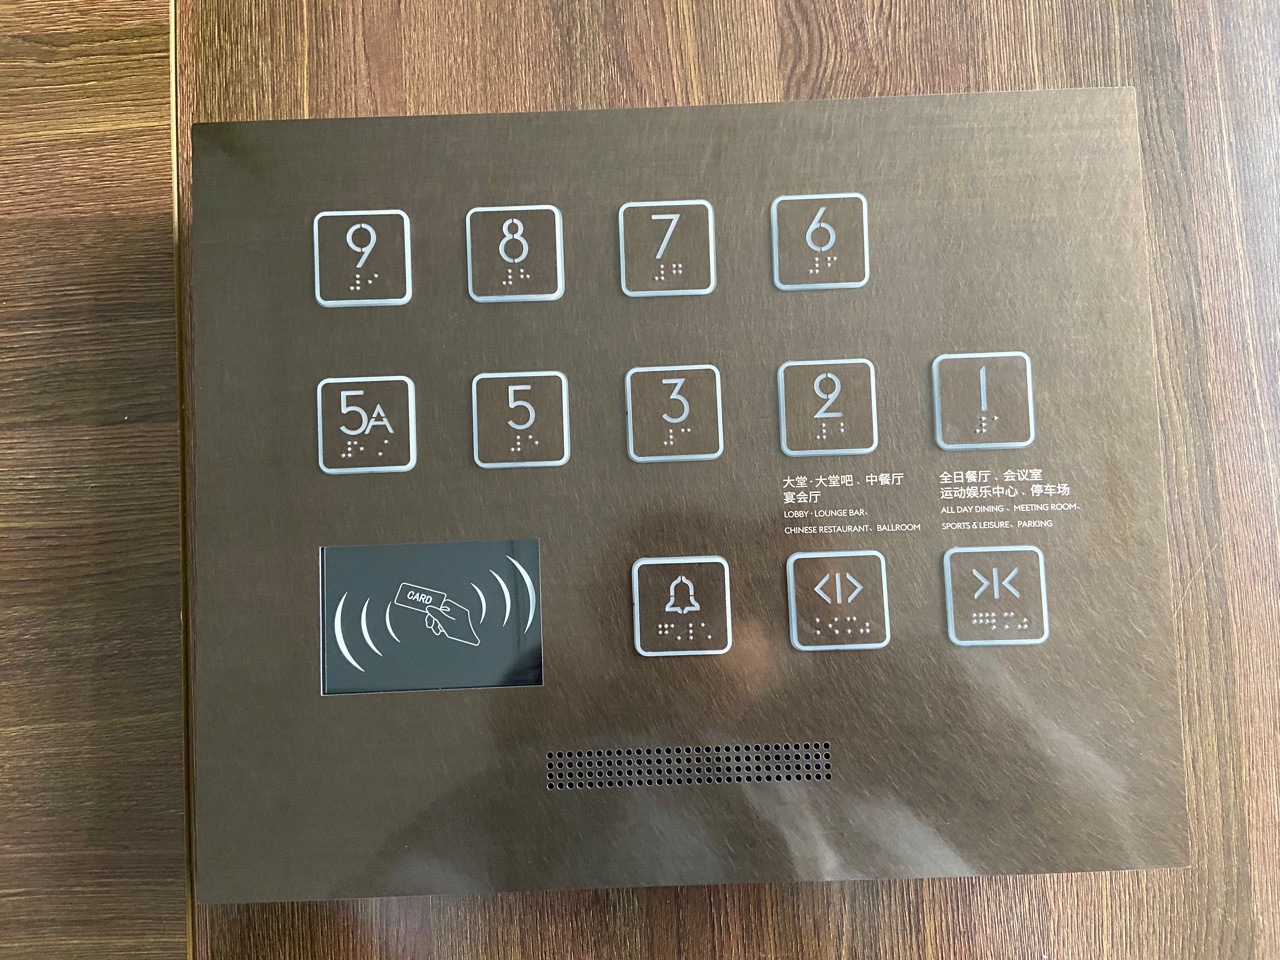 9 8 7 6
5A 5 3 2 1
大堂·大堂吧、中餐厅
宴会厅
LOBBY · LOUNGE BAR、
CHINESE RESTAURANT、BALLROOM
全日餐厅、会议室
运动娱乐中心、停车场
ALL DAY DINING、MEETING ROOM、
SPORTS & LEISURE、PARKING
CARD